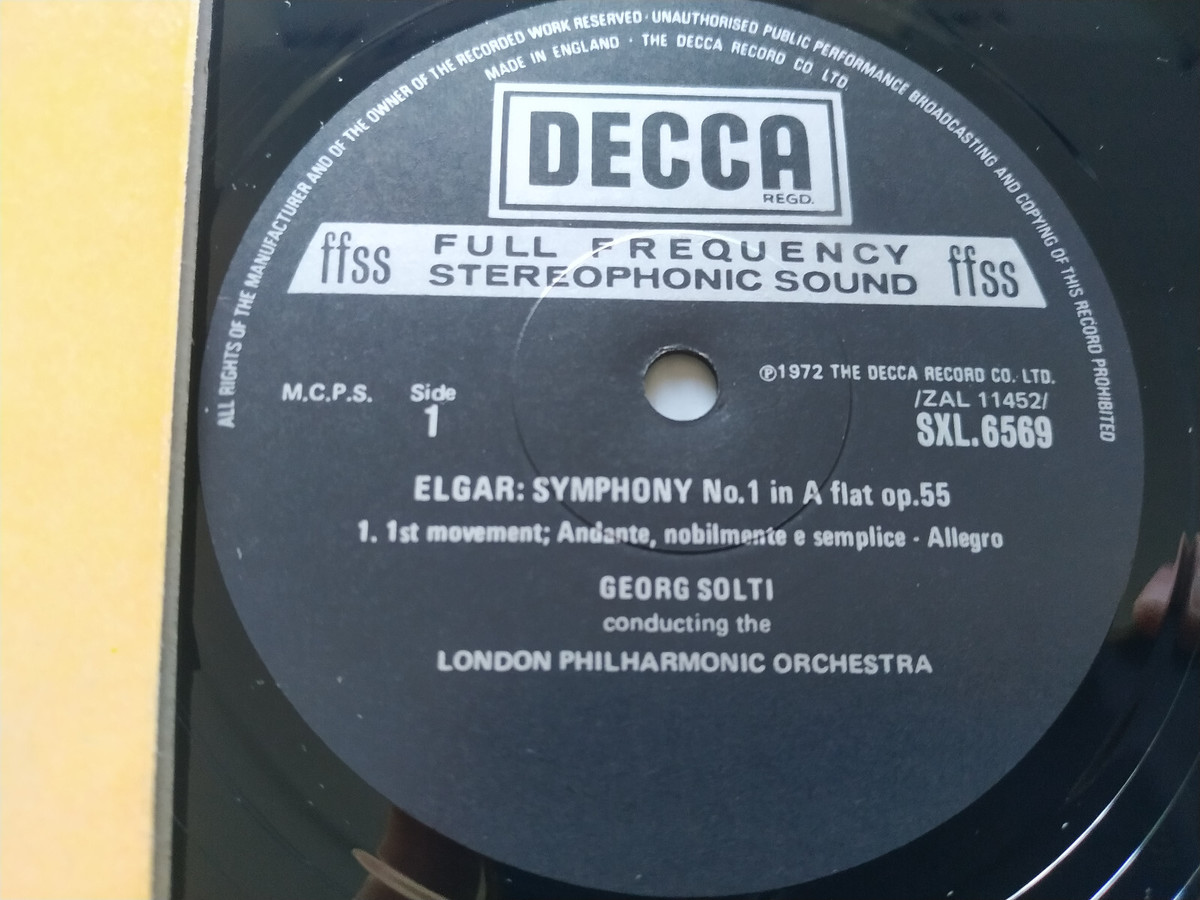 ALL RIGHTS OF THE MANUFACTURER AND OF THE OWNER OF THE RECORDED WORK RESERVED · UNAUTHORISED PUBLIC PERFORMANCE BROADCASTING AND COPYING OF THIS RECORD PROHIBITED
MADE IN ENGLAND · THE DECCA RECORD CO. LTD.
DECCA
REGD.
ffss FULL FREQUENCY STEREOPHONIC SOUND ffss
℗1972 THE DECCA RECORD CO. LTD.
M.C.P.S. Side /ZAL 11452/
1 SXL.6569
ELGAR: SYMPHONY No.1 in A flat op.55
1. 1st movement; Andante, nobilmente e semplice - Allegro
GEORG SOLTI
conducting the
LONDON PHILHARMONIC ORCHESTRA